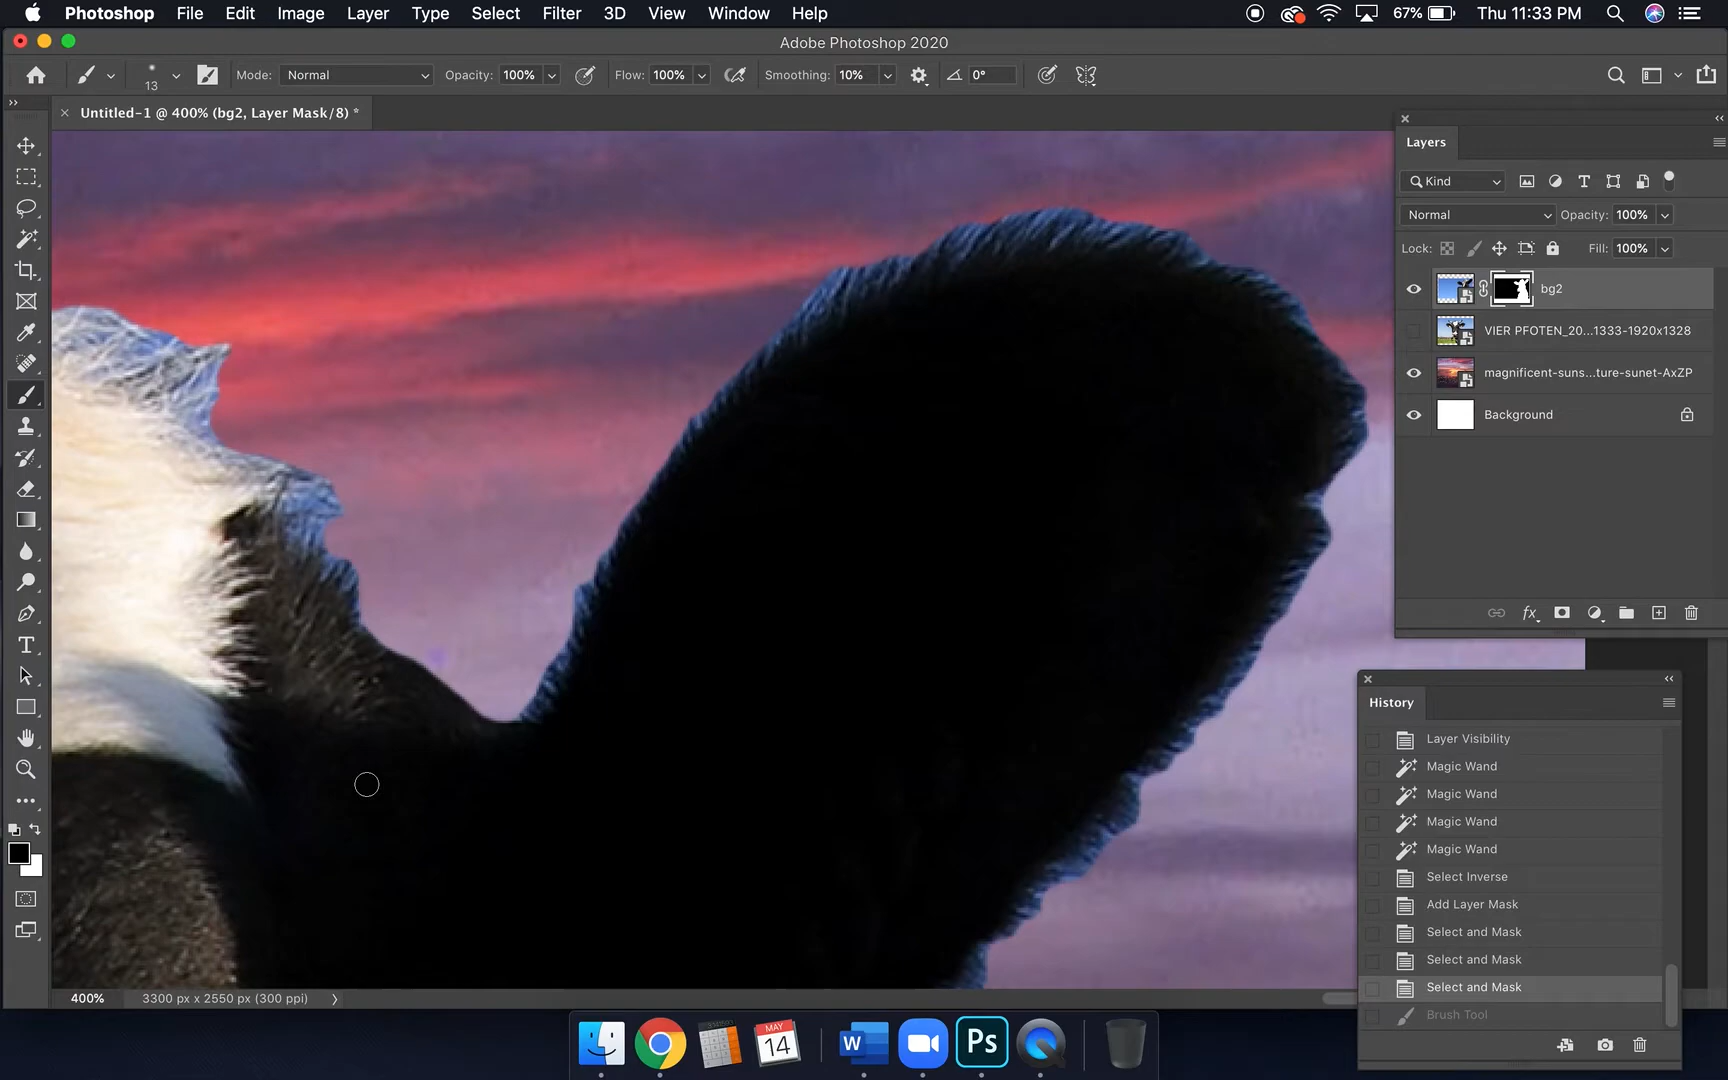 Photoshop File Edit Image Layer Type Select Filter 3D View Window Help 67% Thu 11:33 PM
Adobe Photoshop 2020
13 Mode: Normal Opacity: 100% Flow: 100% Smoothing: 10% 0°
Untitled-1 @ 400% (bg2, Layer Mask/8) *
Layers
Kind
Normal Opacity: 100%
Lock: Fill: 100%
bg2
VIER PFOTEN_20...1333-1920x1328
magnificent-suns...ture-sunet-AxZP
Background
History
Layer Visibility
Magic Wand
Magic Wand
Magic Wand
Magic Wand
Select Inverse
Add Layer Mask
Select and Mask
Select and Mask
Select and Mask
Brush Tool
400% 3300 px x 2550 px (300 ppi)
MAY
14
W
Ps